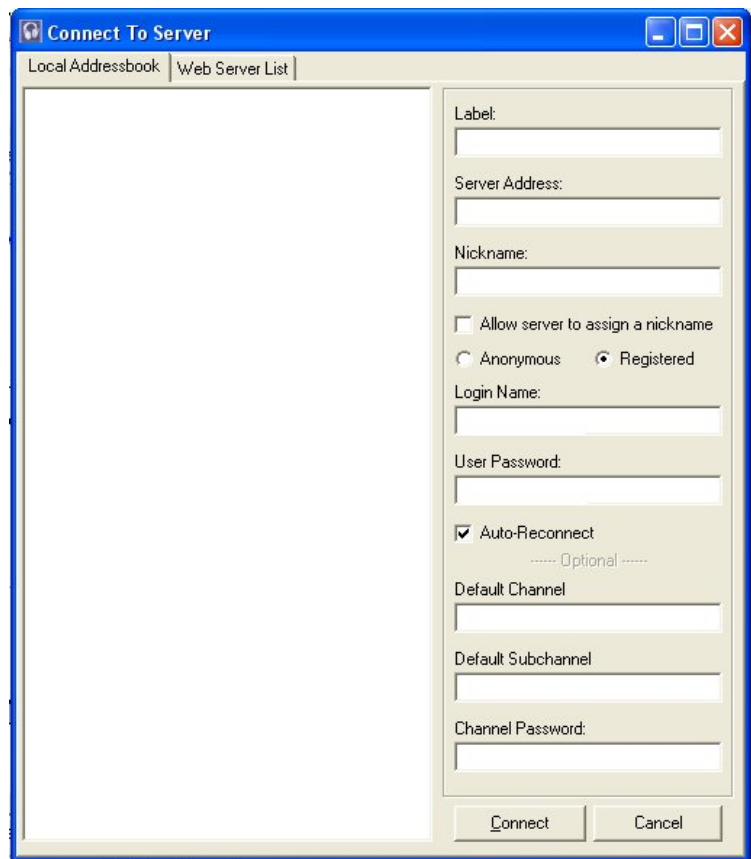 Connect To Server
Local Addressbook Web Server List
Label:
Server Address:
Nickname:
Allow server to assign a nickname
Anonymous Registered
Login Name:
User Password:
Auto-Reconnect
------ Optional ------
Default Channel
Default Subchannel
Channel Password:
Connect Cancel